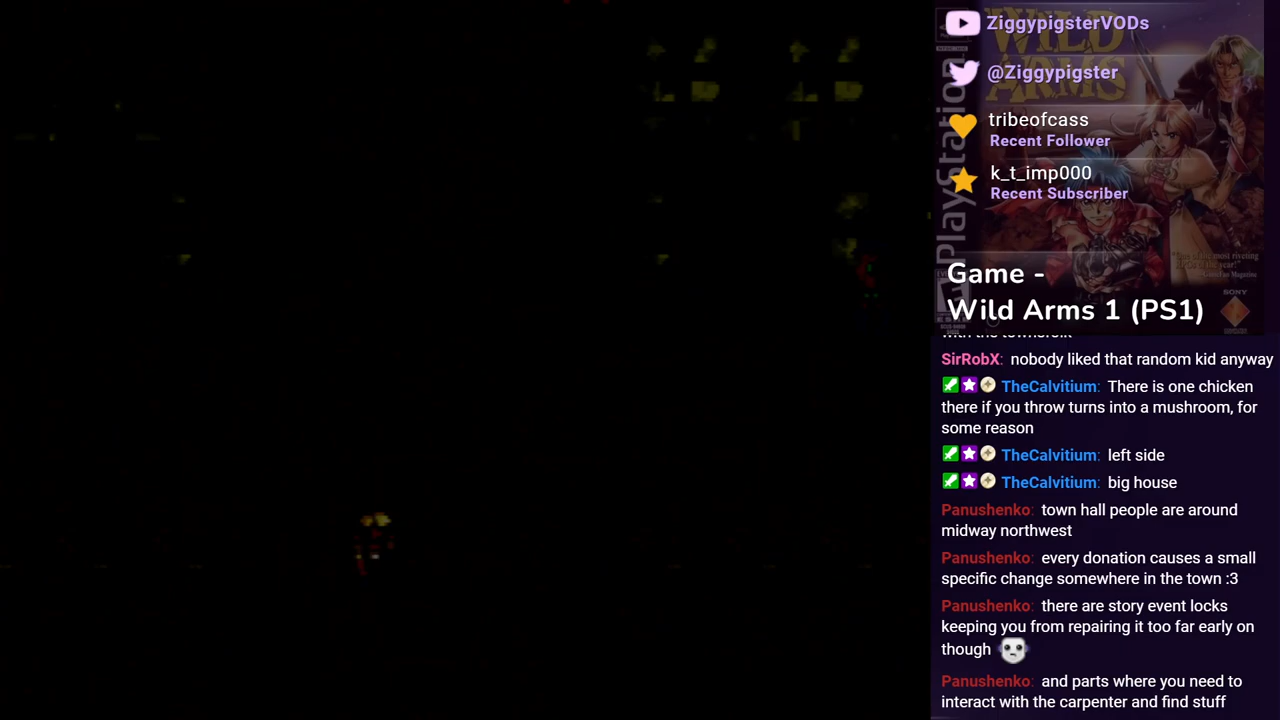 ZiggypigsterVODs
@Ziggypigster
tribeofcass
Recent Follower
k_t_imp000
Recent Subscriber
WILD
ARMS
PlayStation
Game -
Wild Arms 1 (PS1)
SONY
SirRobX: nobody liked that random kid anyway
TheCalvitium: There is one chicken
there if you throw turns into a mushroom, for
some reason
TheCalvitium: left side
TheCalvitium: big house
Panushenko: town hall people are around
midway northwest
Panushenko: every donation causes a small
specific change somewhere in the town :3
Panushenko: there are story event locks
keeping you from repairing it too far early on
though
Panushenko: and parts where you need to
interact with the carpenter and find stuff